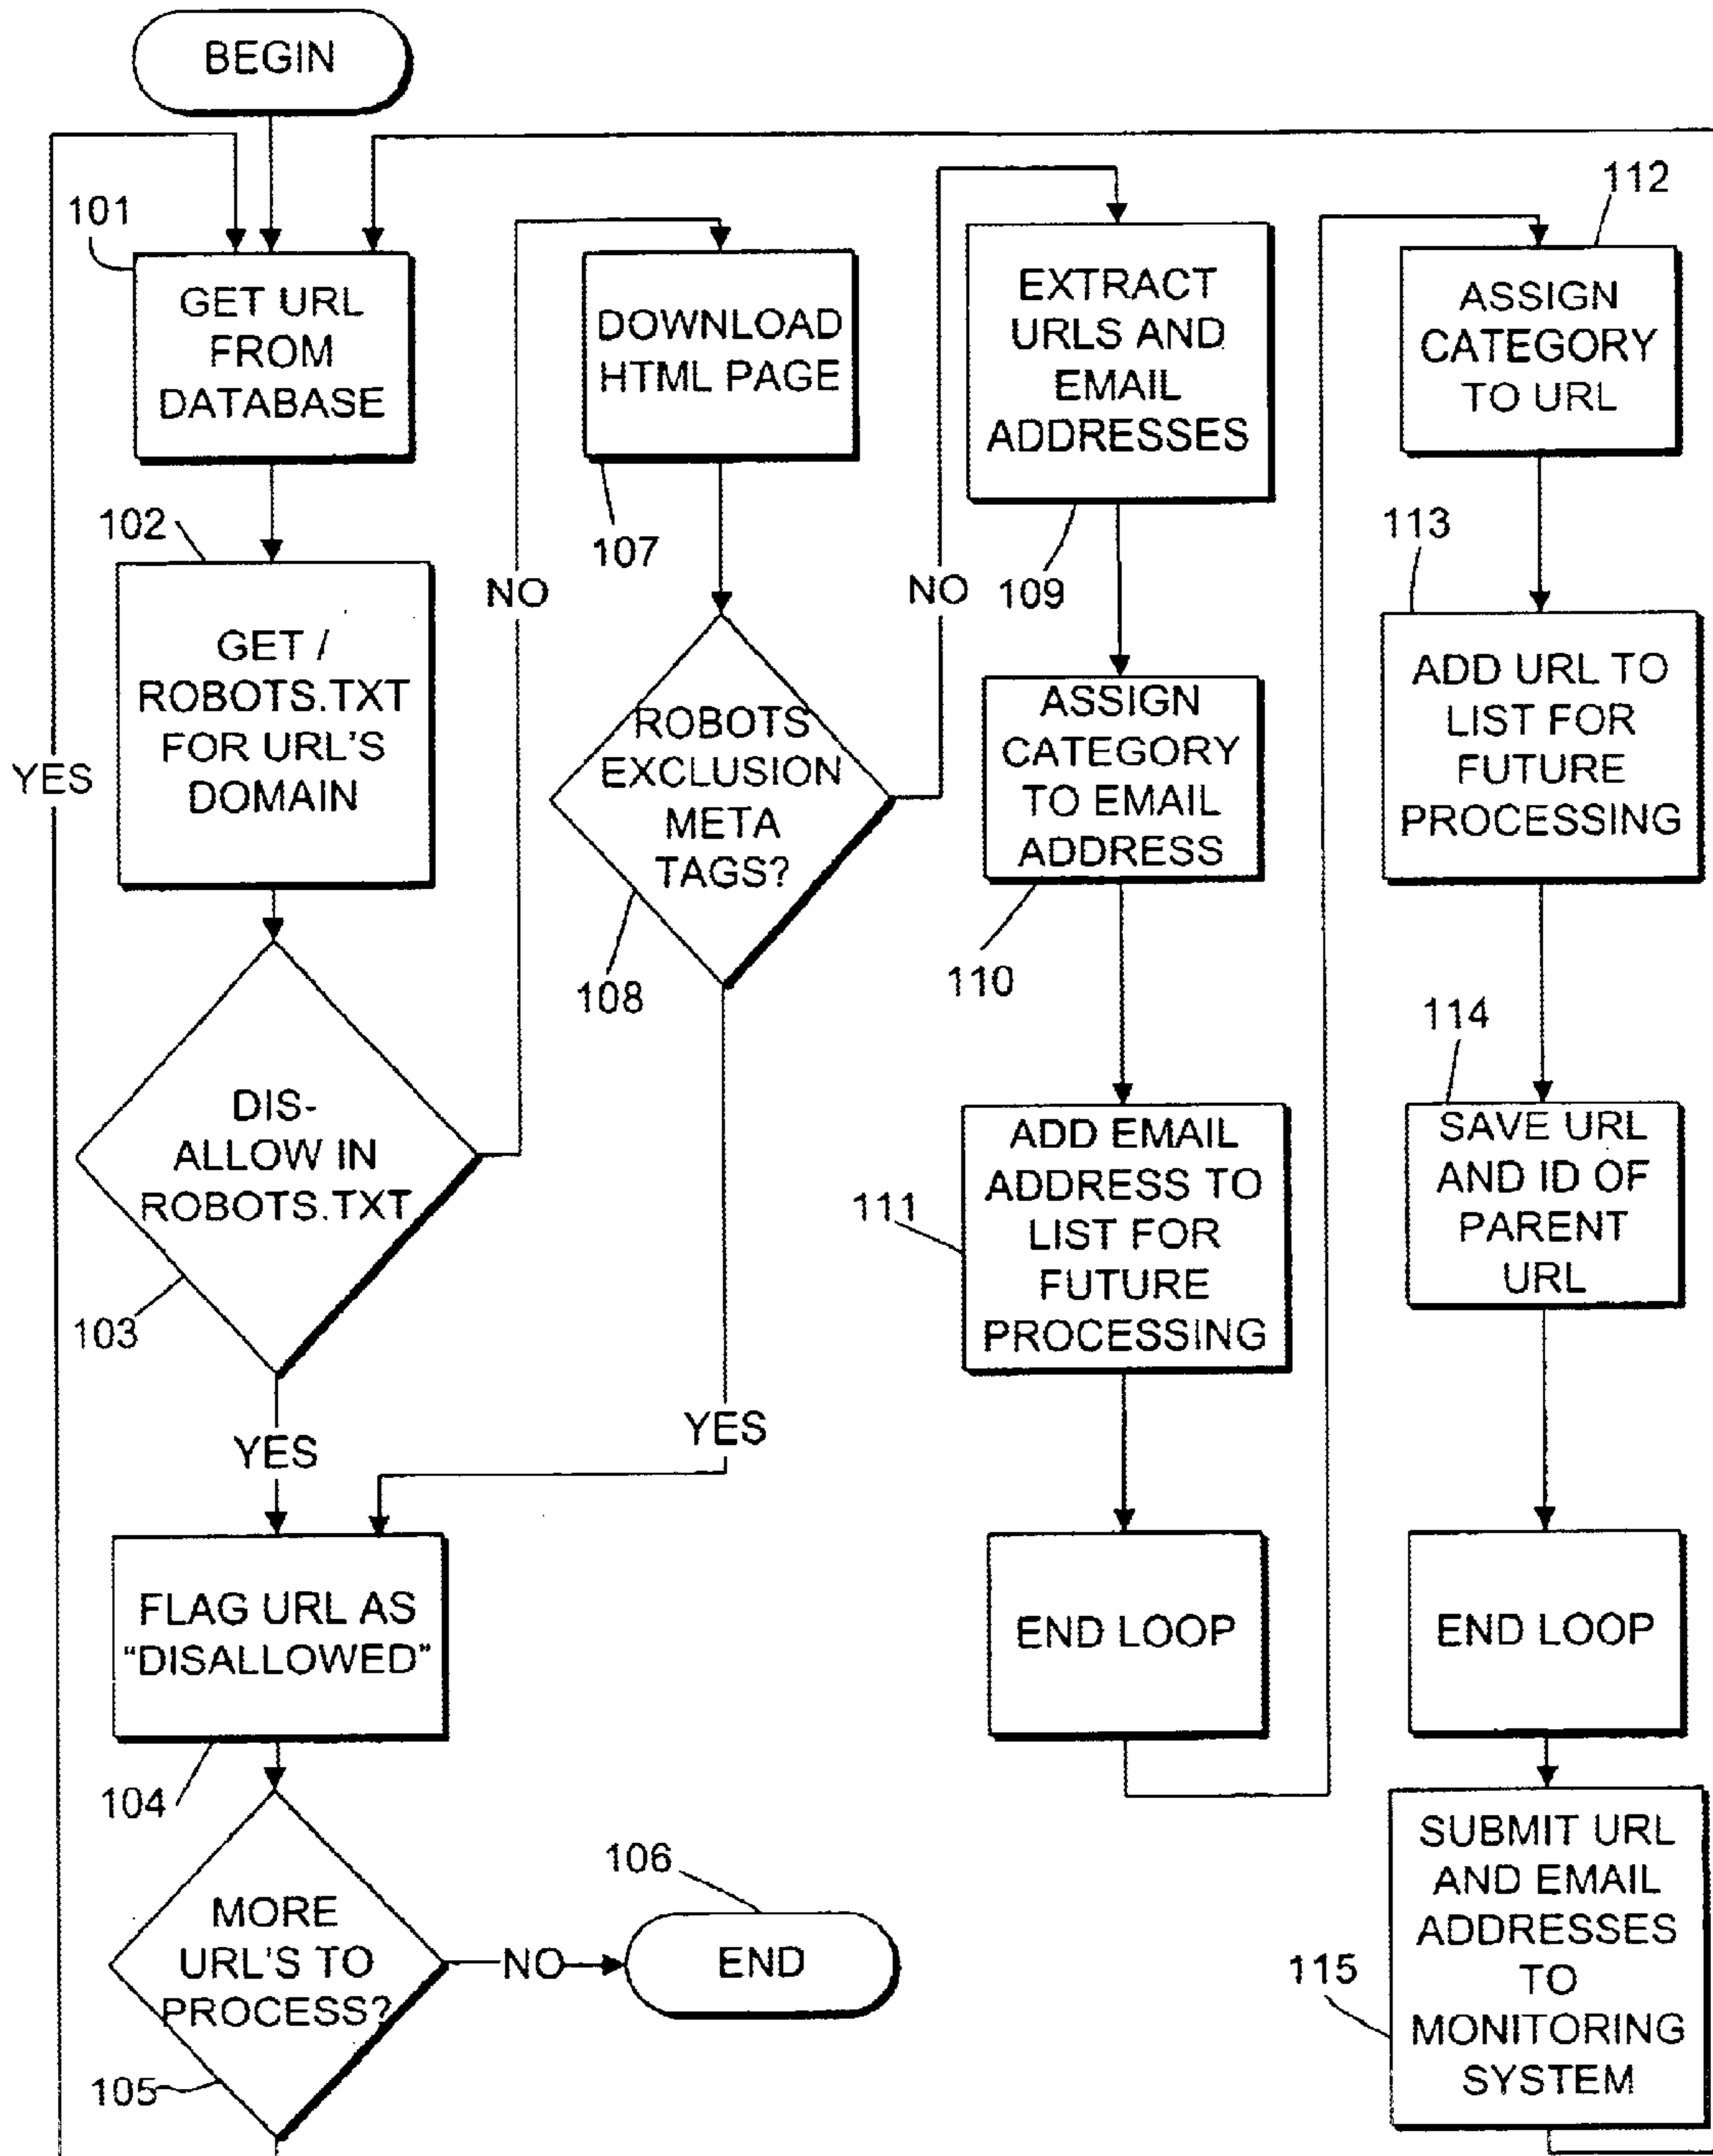 BEGIN
101
GET URL
FROM
DATABASE
102
GET /
ROBOTS.TXT
FOR URL'S
DOMAIN
YES
DIS-
ALLOW IN
ROBOTS.TXT
103
NO
YES
FLAG URL AS
"DISALLOWED"
104
MORE
URL'S TO
PROCESS?
105
NO
106
END
DOWNLOAD
HTML PAGE
107
ROBOTS
EXCLUSION
META
TAGS?
108
NO
YES
EXTRACT
URLS AND
EMAIL
ADDRESSES
109
ASSIGN
CATEGORY
TO EMAIL
ADDRESS
110
ADD EMAIL
ADDRESS TO
LIST FOR
FUTURE
PROCESSING
111
END LOOP
112
ASSIGN
CATEGORY
TO URL
113
ADD URL TO
LIST FOR
FUTURE
PROCESSING
114
SAVE URL
AND ID OF
PARENT
URL
END LOOP
SUBMIT URL
AND EMAIL
ADDRESSES
TO
MONITORING
SYSTEM
115